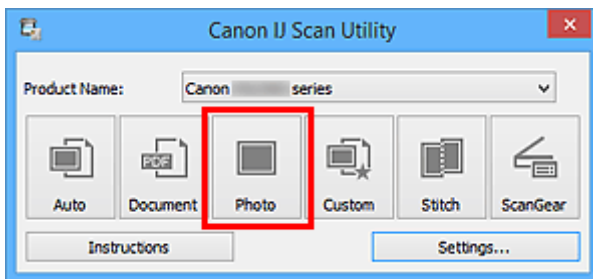 Canon IJ Scan Utility
Product Name: Canon series
PDF
Auto Document Photo Custom Stitch ScanGear
Instructions Settings...